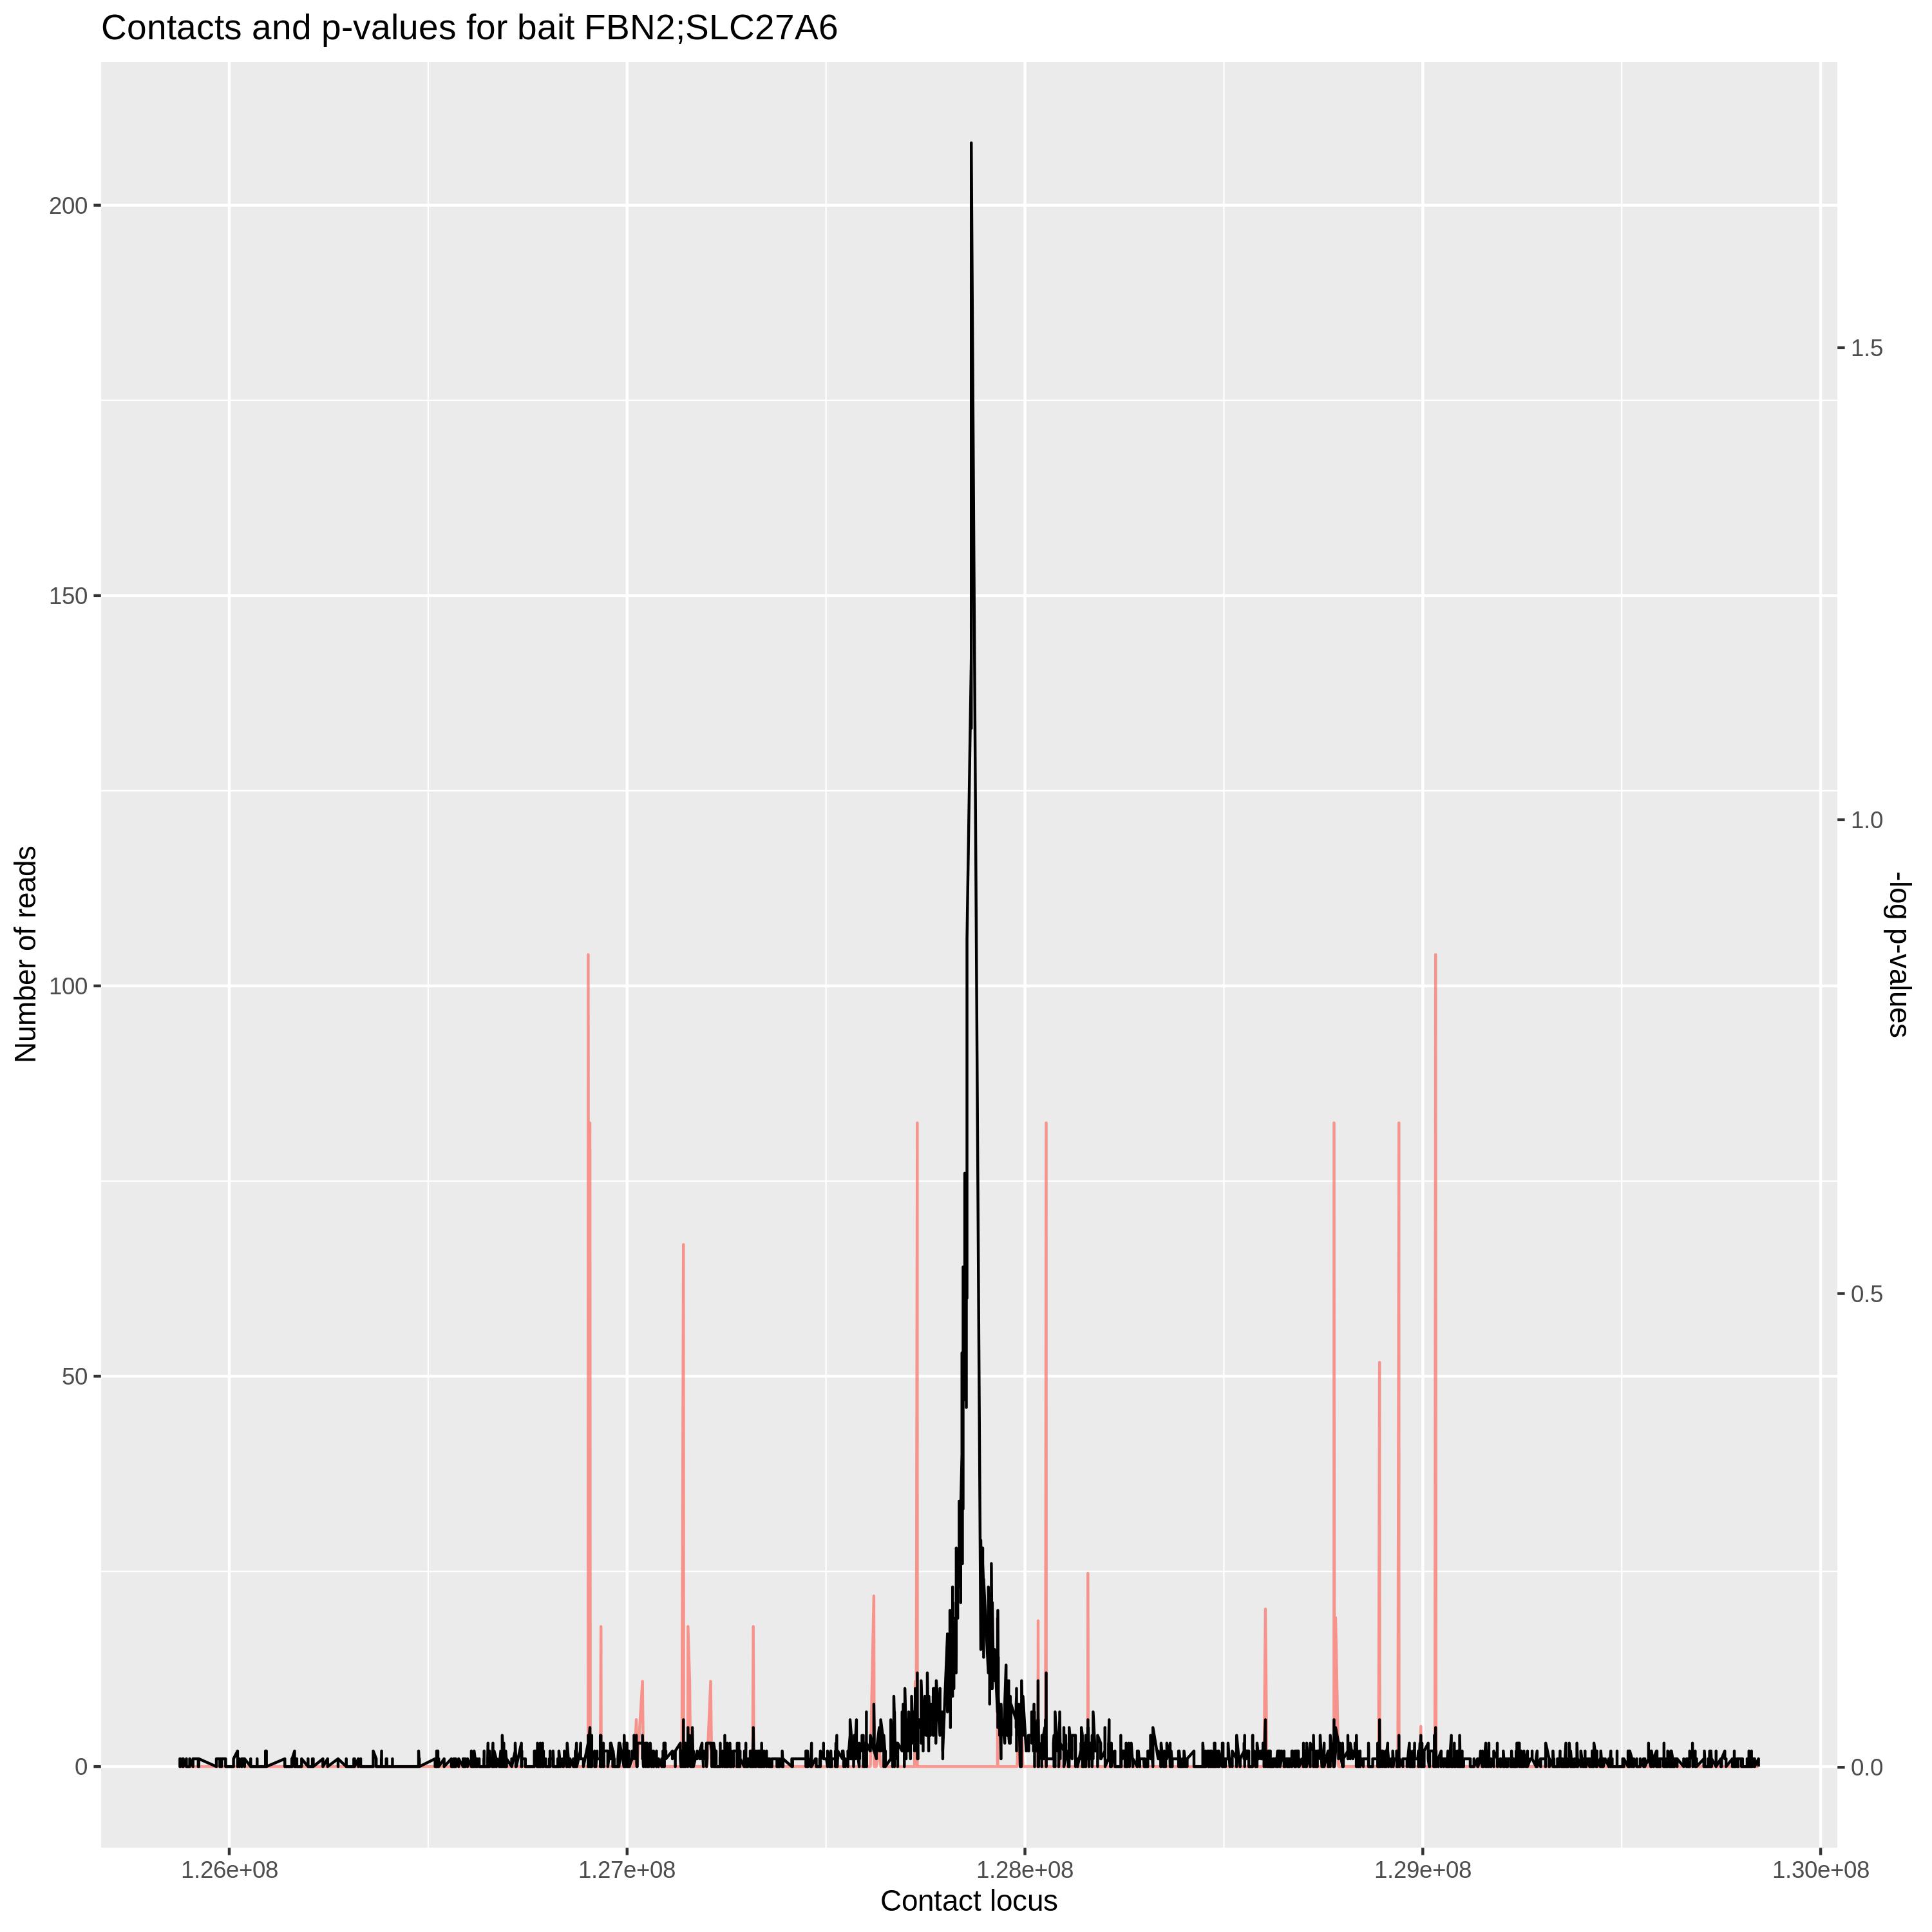 Contacts and p-values for bait FBN2;SLC27A6
200
150
100
50
0
Number of reads
1.5
1.0
0.5
0.0
-log p-values
1.26e+08 1.27e+08 1.28e+08 1.29e+08 1.30e+08
Contact locus